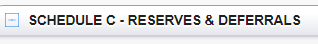 SCHEDULE C - RESERVES & DEFERRALS